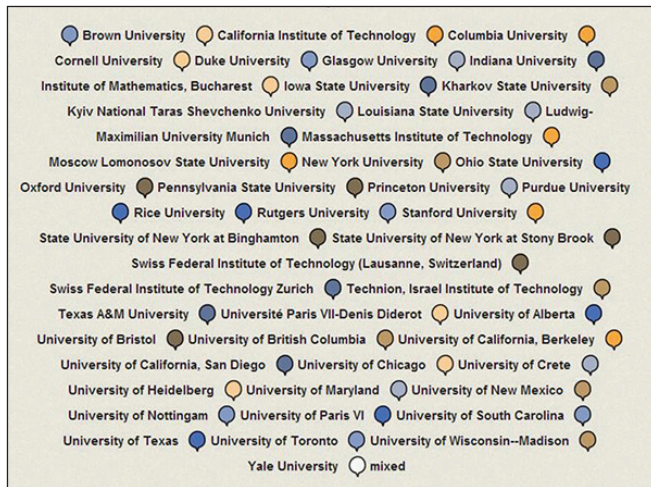 Brown University California Institute of Technology Columbia University
Cornell University Duke University Glasgow University Indiana University
Institute of Mathematics, Bucharest Iowa State University Kharkov State University
Kyiv National Taras Shevchenko University Louisiana State University Ludwig-
Maximilian University Munich Massachusetts Institute of Technology
Moscow Lomonosov State University New York University Ohio State University
Oxford University Pennsylvania State University Princeton University Purdue University
Rice University Rutgers University Stanford University
State University of New York at Binghamton State University of New York at Stony Brook
Swiss Federal Institute of Technology (Lausanne, Switzerland)
Swiss Federal Institute of Technology Zurich Technion, Israel Institute of Technology
Texas A&M University Université Paris VII-Denis Diderot University of Alberta
University of Bristol University of British Columbia University of California, Berkeley
University of California, San Diego University of Chicago University of Crete
University of Heidelberg University of Maryland University of New Mexico
University of Nottingam University of Paris VI University of South Carolina
University of Texas University of Toronto University of Wisconsin--Madison
Yale University mixed